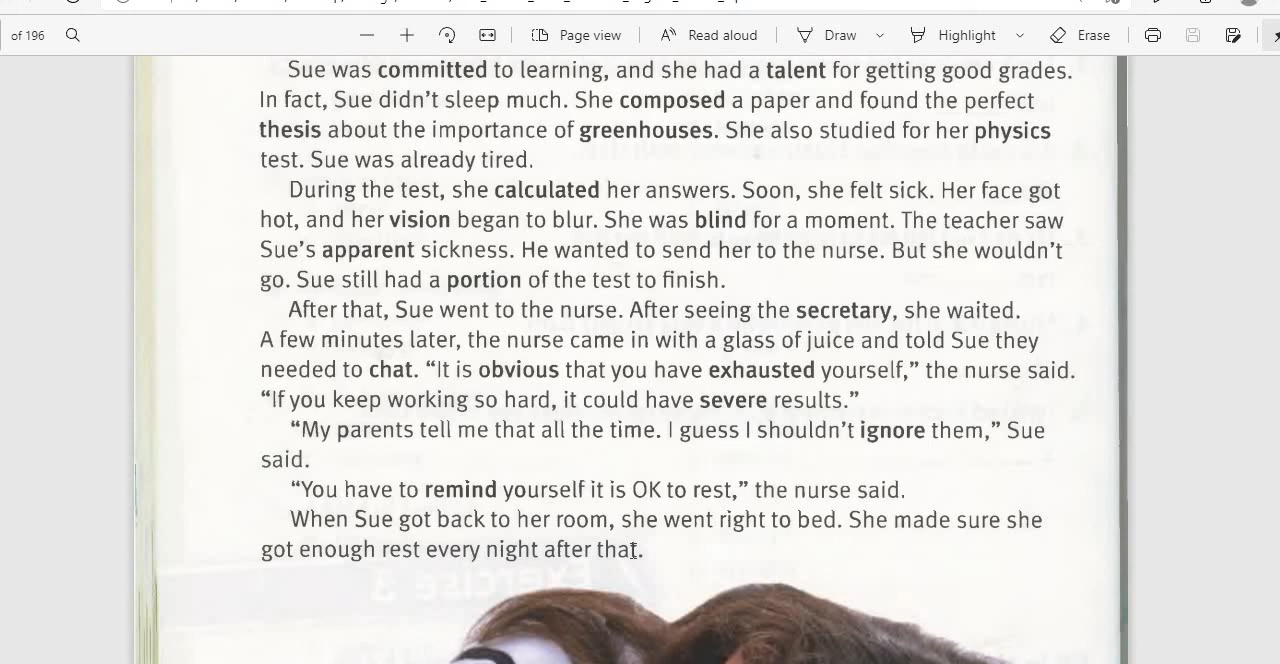 of 196
Page view
Read aloud
Draw
Highlight
Erase
Sue was committed to learning, and she had a talent for getting good grades.
In fact, Sue didn’t sleep much. She composed a paper and found the perfect
thesis about the importance of greenhouses. She also studied for her physics
test. Sue was already tired.
During the test, she calculated her answers. Soon, she felt sick. Her face got
hot, and her vision began to blur. She was blind for a moment. The teacher saw
Sue’s apparent sickness. He wanted to send her to the nurse. But she wouldn’t
go. Sue still had a portion of the test to finish.
After that, Sue went to the nurse. After seeing the secretary, she waited.
A few minutes later, the nurse came in with a glass of juice and told Sue they
needed to chat. “It is obvious that you have exhausted yourself,” the nurse said.
“If you keep working so hard, it could have severe results.”
“My parents tell me that all the time. I guess I shouldn’t ignore them,” Sue
said.
“You have to remind yourself it is OK to rest,” the nurse said.
When Sue got back to her room, she went right to bed. She made sure she
got enough rest every night after that.